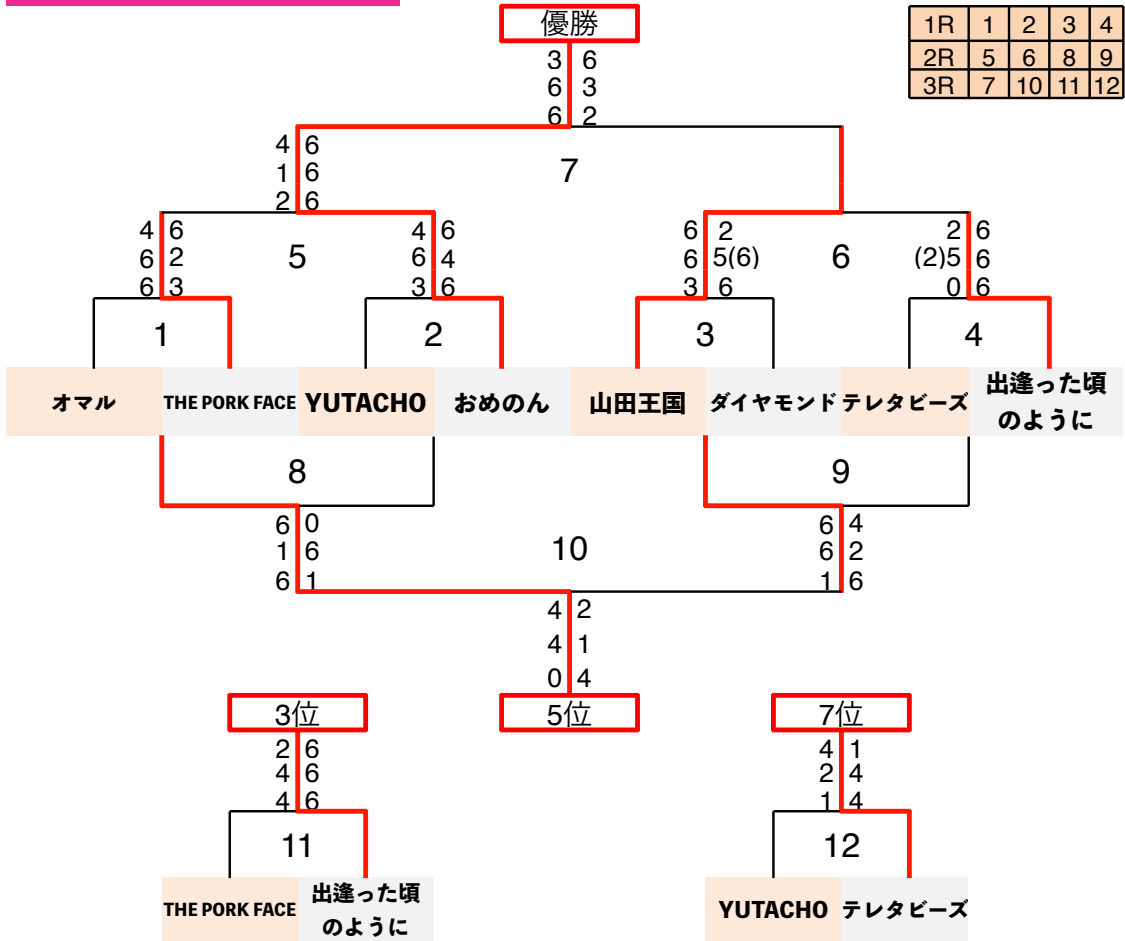 優勝
1R 1 2 3 4
2R 5 6 8 9
3R 7 10 11 12
3 6
6 3
6 2
4 6
1 6
2 6
7
4 6
6 2
6 3
5
4 6
6 4
3 6
6 2
6 5(6)
3 6
6
2 6
(2)5 6
0 6
1
2
3
4
オマル
THE PORK FACE
YUTACHO
おめのん
山田王国
ダイヤモンド
テレタビーズ
出逢った頃
のように
8
9
6 0
1 6
6 1
10
6 4
6 2
1 6
4 2
4 1
0 4
3位
5位
7位
2 6
4 6
4 6
4 1
2 4
1 4
11
12
THE PORK FACE
出逢った頃
のように
YUTACHO
テレタビーズ